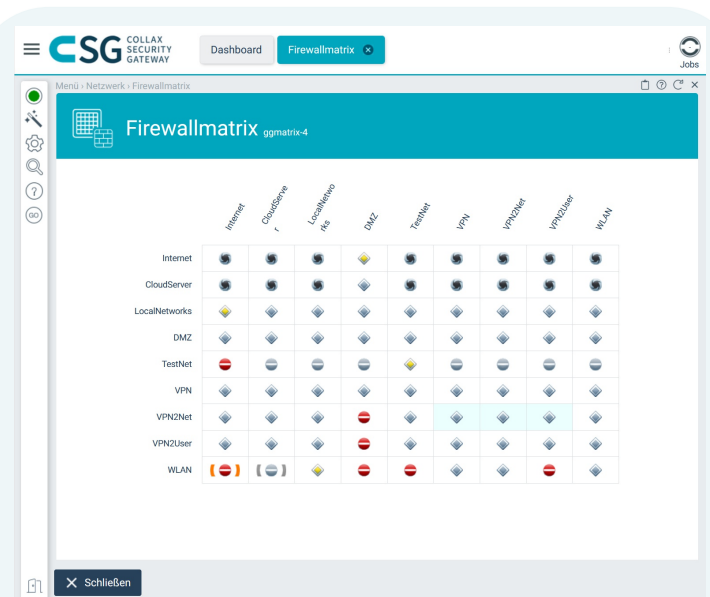 CSG COLLAX
SECURITY
GATEWAY
Dashboard
Firewallmatrix
Jobs
Menü › Netzwerk › Firewallmatrix
Firewallmatrix ggmatrix-4
GO
Internet
CloudServe
r
LocalNetwo
rks
DMZ
TestNet
VPN
VPN2Net
VPN2User
WLAN
Internet
CloudServer
LocalNetworks
DMZ
TestNet
VPN
VPN2Net
VPN2User
WLAN
Schließen